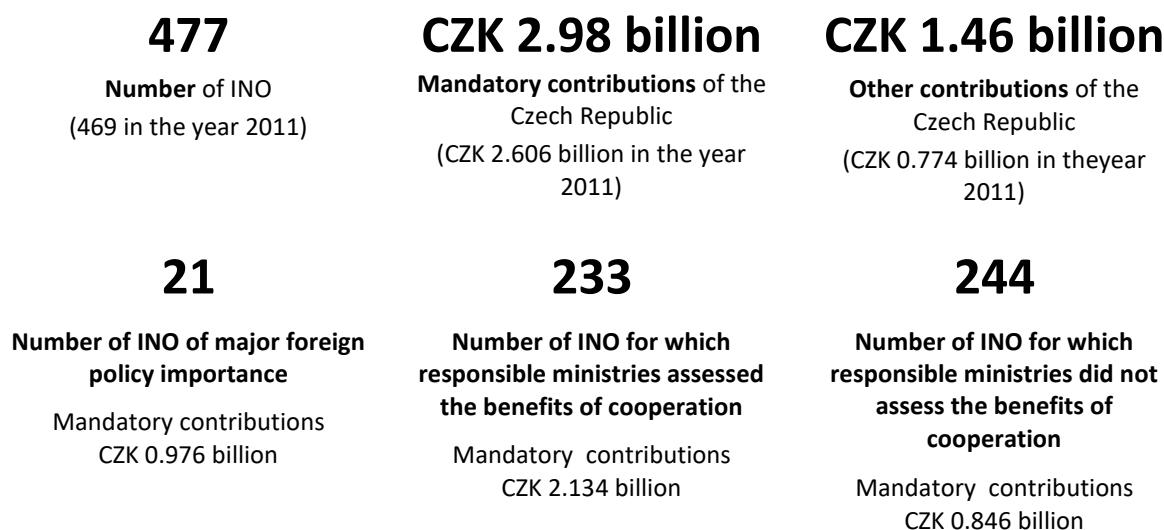 477
Number of INO
(469 in the year 2011)
CZK 2.98 billion
Mandatory contributions of the
Czech Republic
(CZK 2.606 billion in the year
2011)
CZK 1.46 billion
Other contributions of the
Czech Republic
(CZK 0.774 billion in theyear
2011)
21
Number of INO of major foreign
policy importance
Mandatory contributions
CZK 0.976 billion
233
Number of INO for which
responsible ministries assessed
the benefits of cooperation
Mandatory contributions
CZK 2.134 billion
244
Number of INO for which
responsible ministries did not
assess the benefits of
cooperation
Mandatory contributions
CZK 0.846 billion